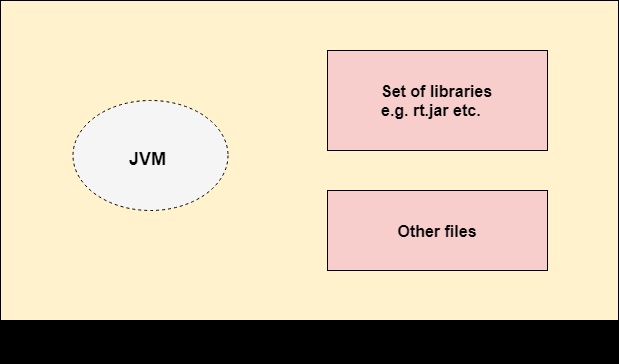 JVM
Set of libraries
e.g. rt.jar etc.
Other files